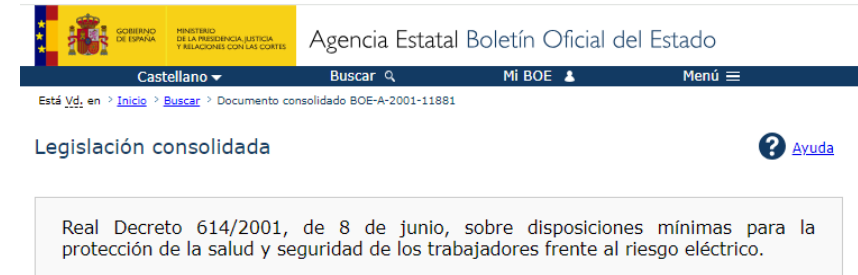 GOBIERNO DE ESPAÑA
MINISTERIO DE LA PRESIDENCIA, JUSTICIA Y RELACIONES CON LAS CORTES
Agencia Estatal Boletín Oficial del Estado
Castellano Buscar Mi BOE Menú
Está Vd. en > Inicio > Buscar > Documento consolidado BOE-A-2001-11881
Legislación consolidada
? Ayuda
Real Decreto 614/2001, de 8 de junio, sobre disposiciones mínimas para la
protección de la salud y seguridad de los trabajadores frente al riesgo eléctrico.